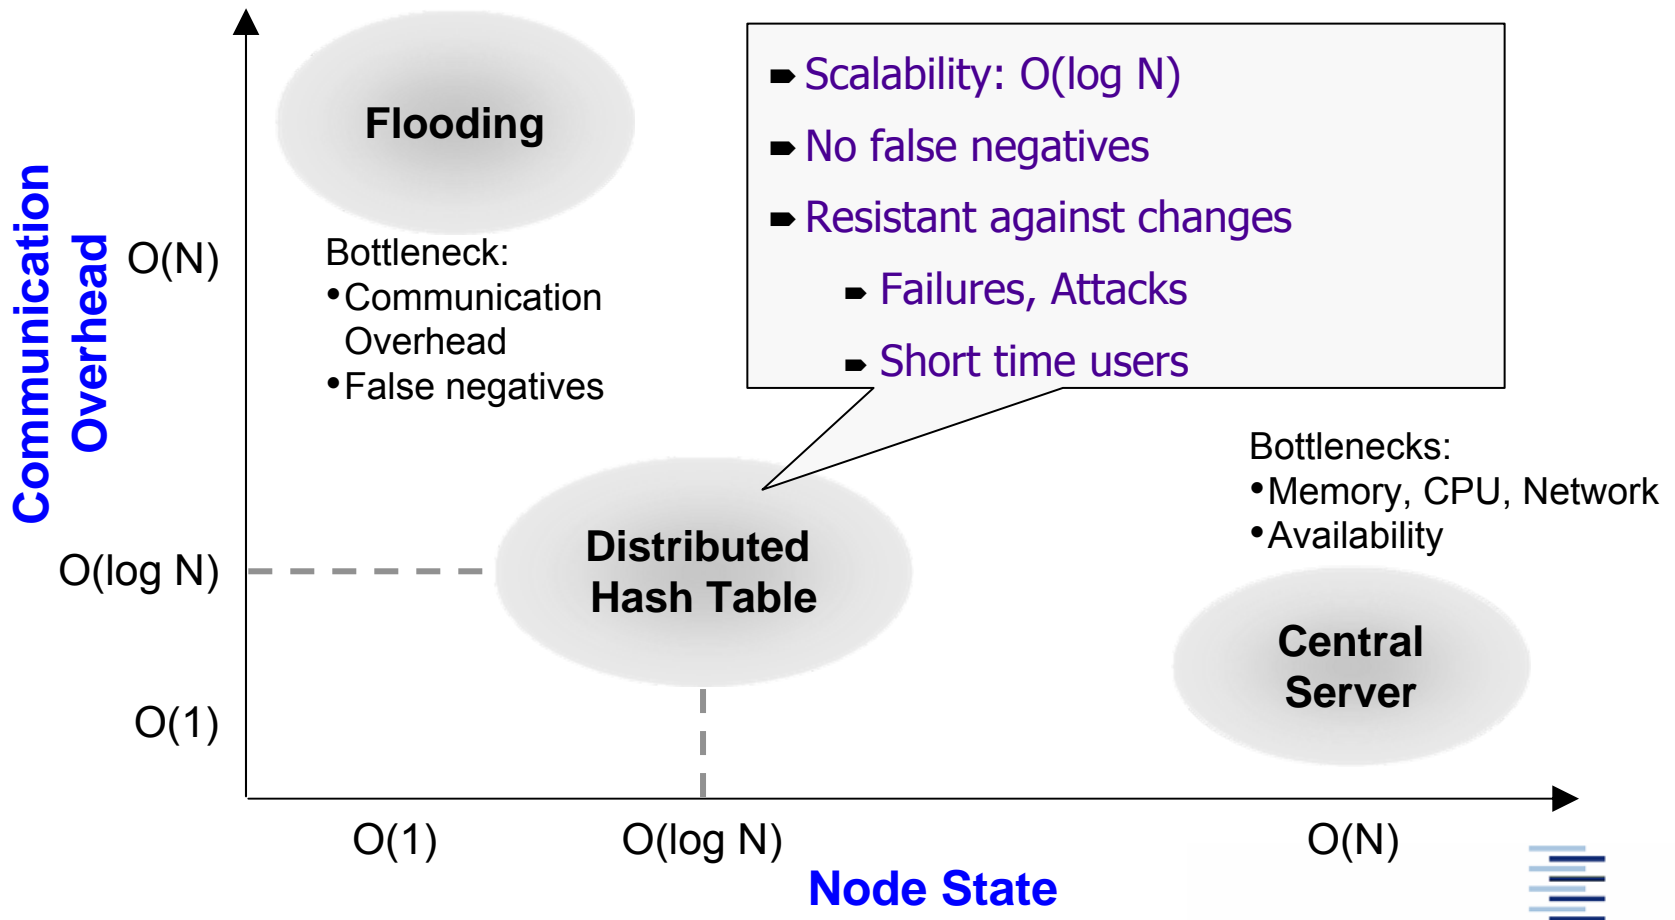 Communication
Overhead
O(N)
O(log N)
O(1)
Flooding
Bottleneck:
•Communication
Overhead
•False negatives
➨Scalability: O(log N)
➨No false negatives
➨Resistant against changes
➨Failures, Attacks
➨Short time users
Distributed
Hash Table
Bottlenecks:
•Memory, CPU, Network
•Availability
Central
Server
O(1)
O(log N)
O(N)
Node State